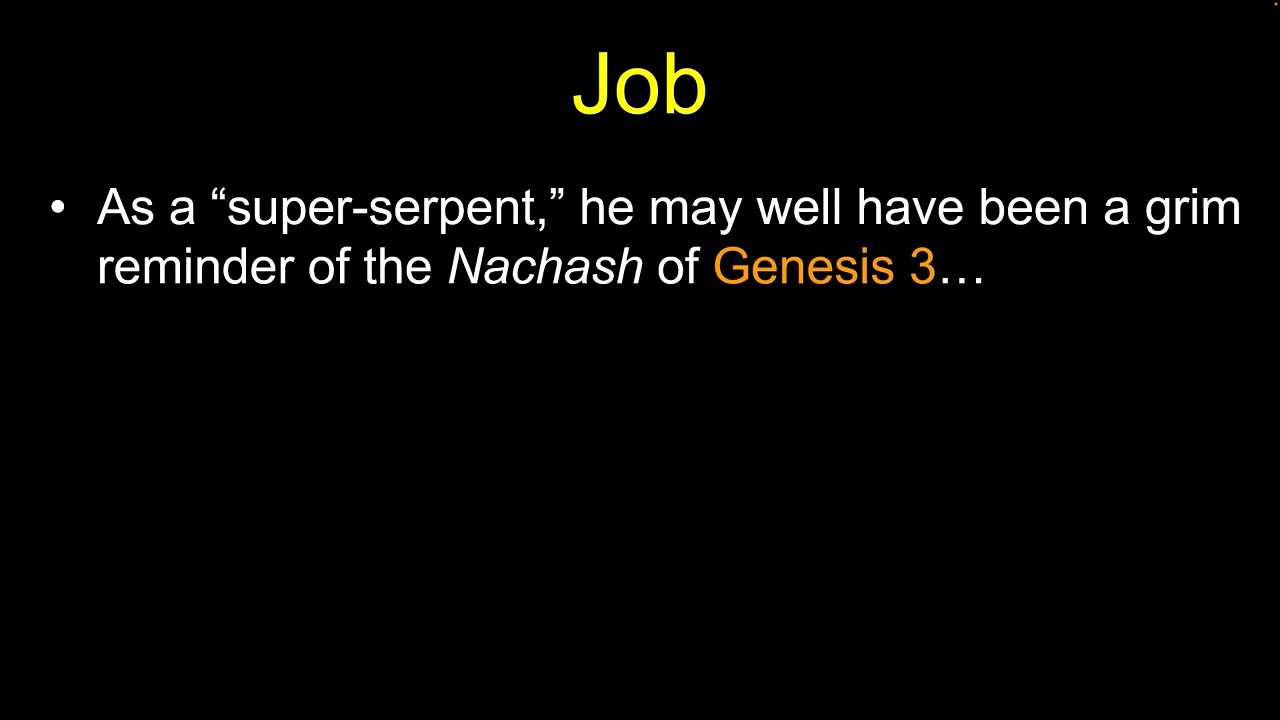 Job
• As a “super-serpent,” he may well have been a grim
reminder of the Nachash of Genesis 3…